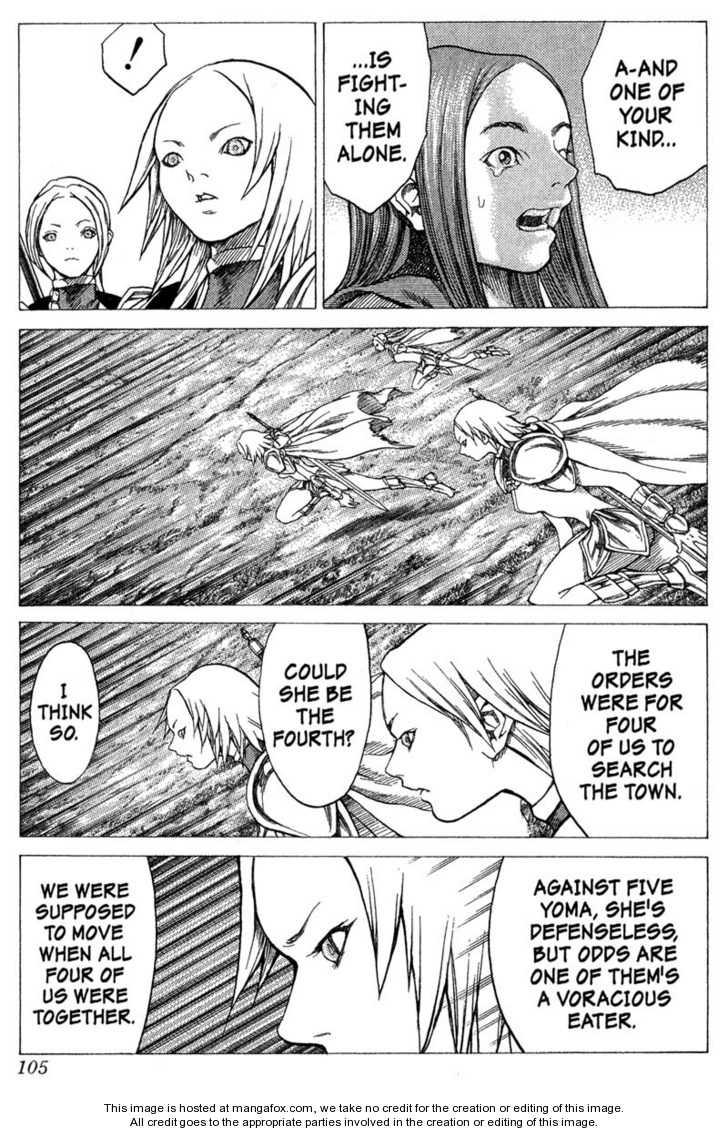 A-AND
ONE OF
YOUR
KIND...
...IS
FIGHT-
ING
THEM
ALONE.
!
THE
ORDERS
WERE FOR
FOUR
OF US TO
SEARCH
THE TOWN.
COULD
SHE BE
THE
FOURTH?
I
THINK
SO.
AGAINST FIVE
YOMA, SHE'S
DEFENSELESS,
BUT ODDS ARE
ONE OF THEM'S
A VORACIOUS
EATER.
WE WERE
SUPPOSED
TO MOVE
WHEN ALL
FOUR OF
US WERE
TOGETHER.
105
This image is hosted at mangafox.com, we take no credit for the creation or editing of this image.
All credit goes to the appropriate parties involved in the creation or editing of this image.